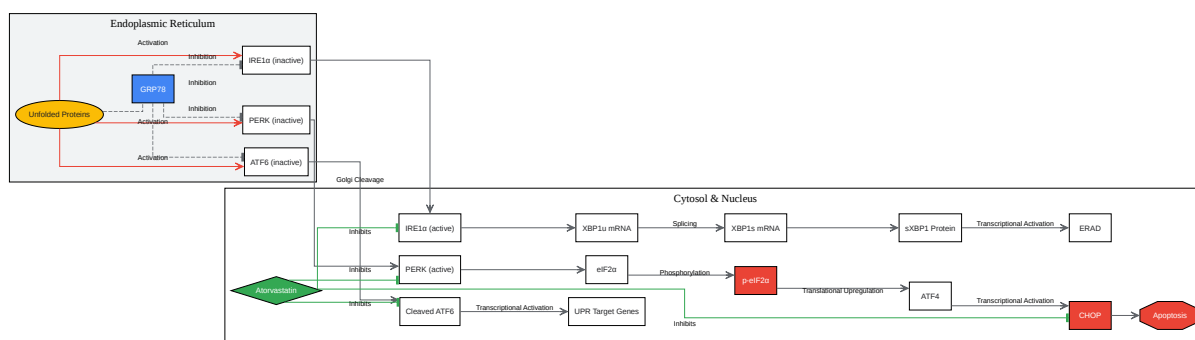 Endoplasmic Reticulum
Activation
Inhibition
IRE1α (inactive)
GRP78
Inhibition
Unfolded Proteins
Inhibition
Activation
PERK (inactive)
Activation
ATF6 (inactive)
Golgi Cleavage
Cytosol & Nucleus
Inhibits
IRE1α (active)
XBP1u mRNA
Splicing
XBP1s mRNA
sXBP1 Protein
Transcriptional Activation
ERAD
Inhibits
PERK (active)
eIF2α
Phosphorylation
p-eIF2α
Translational Upregulation
ATF4
Transcriptional Activation
Atorvastatin
Inhibits
Cleaved ATF6
Transcriptional Activation
UPR Target Genes
Inhibits
CHOP
Apoptosis